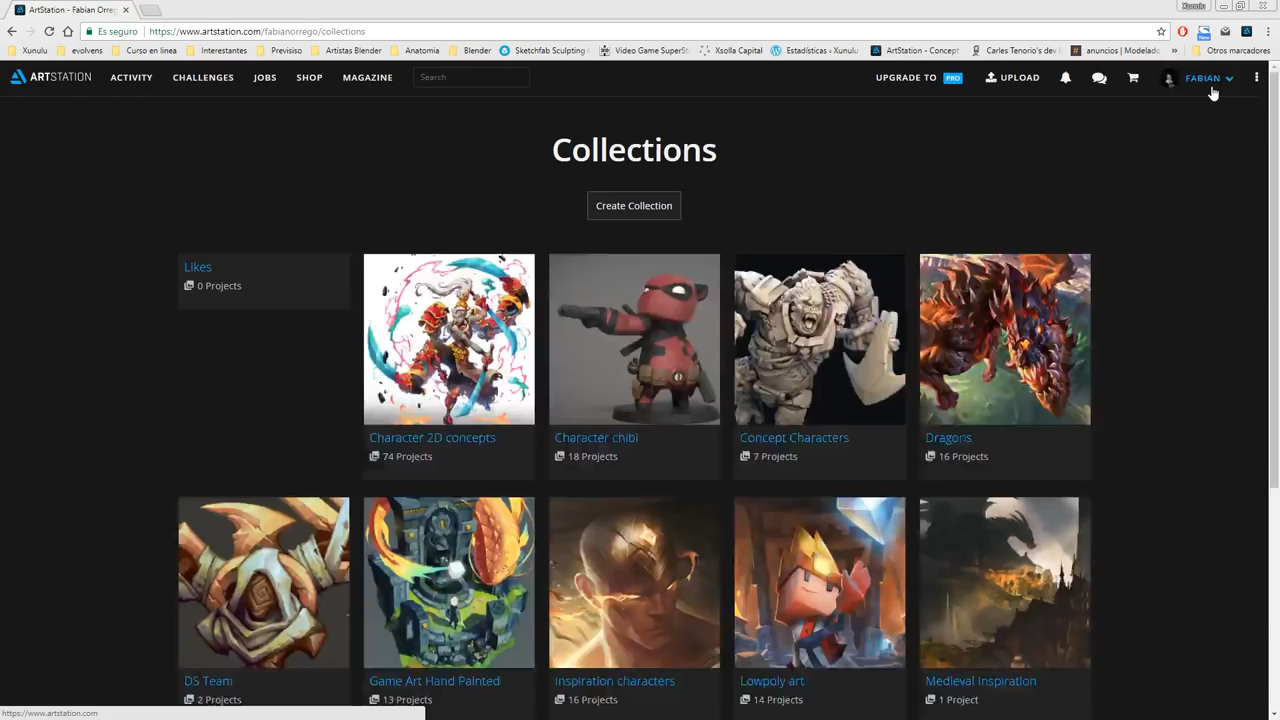 ArtStation - Fabian Orre
Xunulu
Es seguro
https://www.artstation.com/fabianorrego/collections
Xunulu evolvens Curso en linea Interestantes Previsiso Artistas Blender Anatomia Blender Sketchfab Sculpting Video Game SuperSt Xsolla Capital Estadísticas ‹ Xunulu ArtStation - Concept Carles Tenorio's dev anuncios | Modelado » Otros marcadores
ARTSTATION ACTIVITY CHALLENGES JOBS SHOP MAGAZINE Search UPGRADE TO PRO UPLOAD FABIAN
Collections
Create Collection
Likes
0 Projects
Character 2D concepts Character chibI Concept Characters Dragons
74 Projects 18 Projects 7 Projects 16 Projects
DS Team Game Art Hand Painted Inspiration characters Lowpoly art Medieval Inspiration
2 Projects 13 Projects 16 Projects 14 Projects 1 Project
https://www.artstation.com